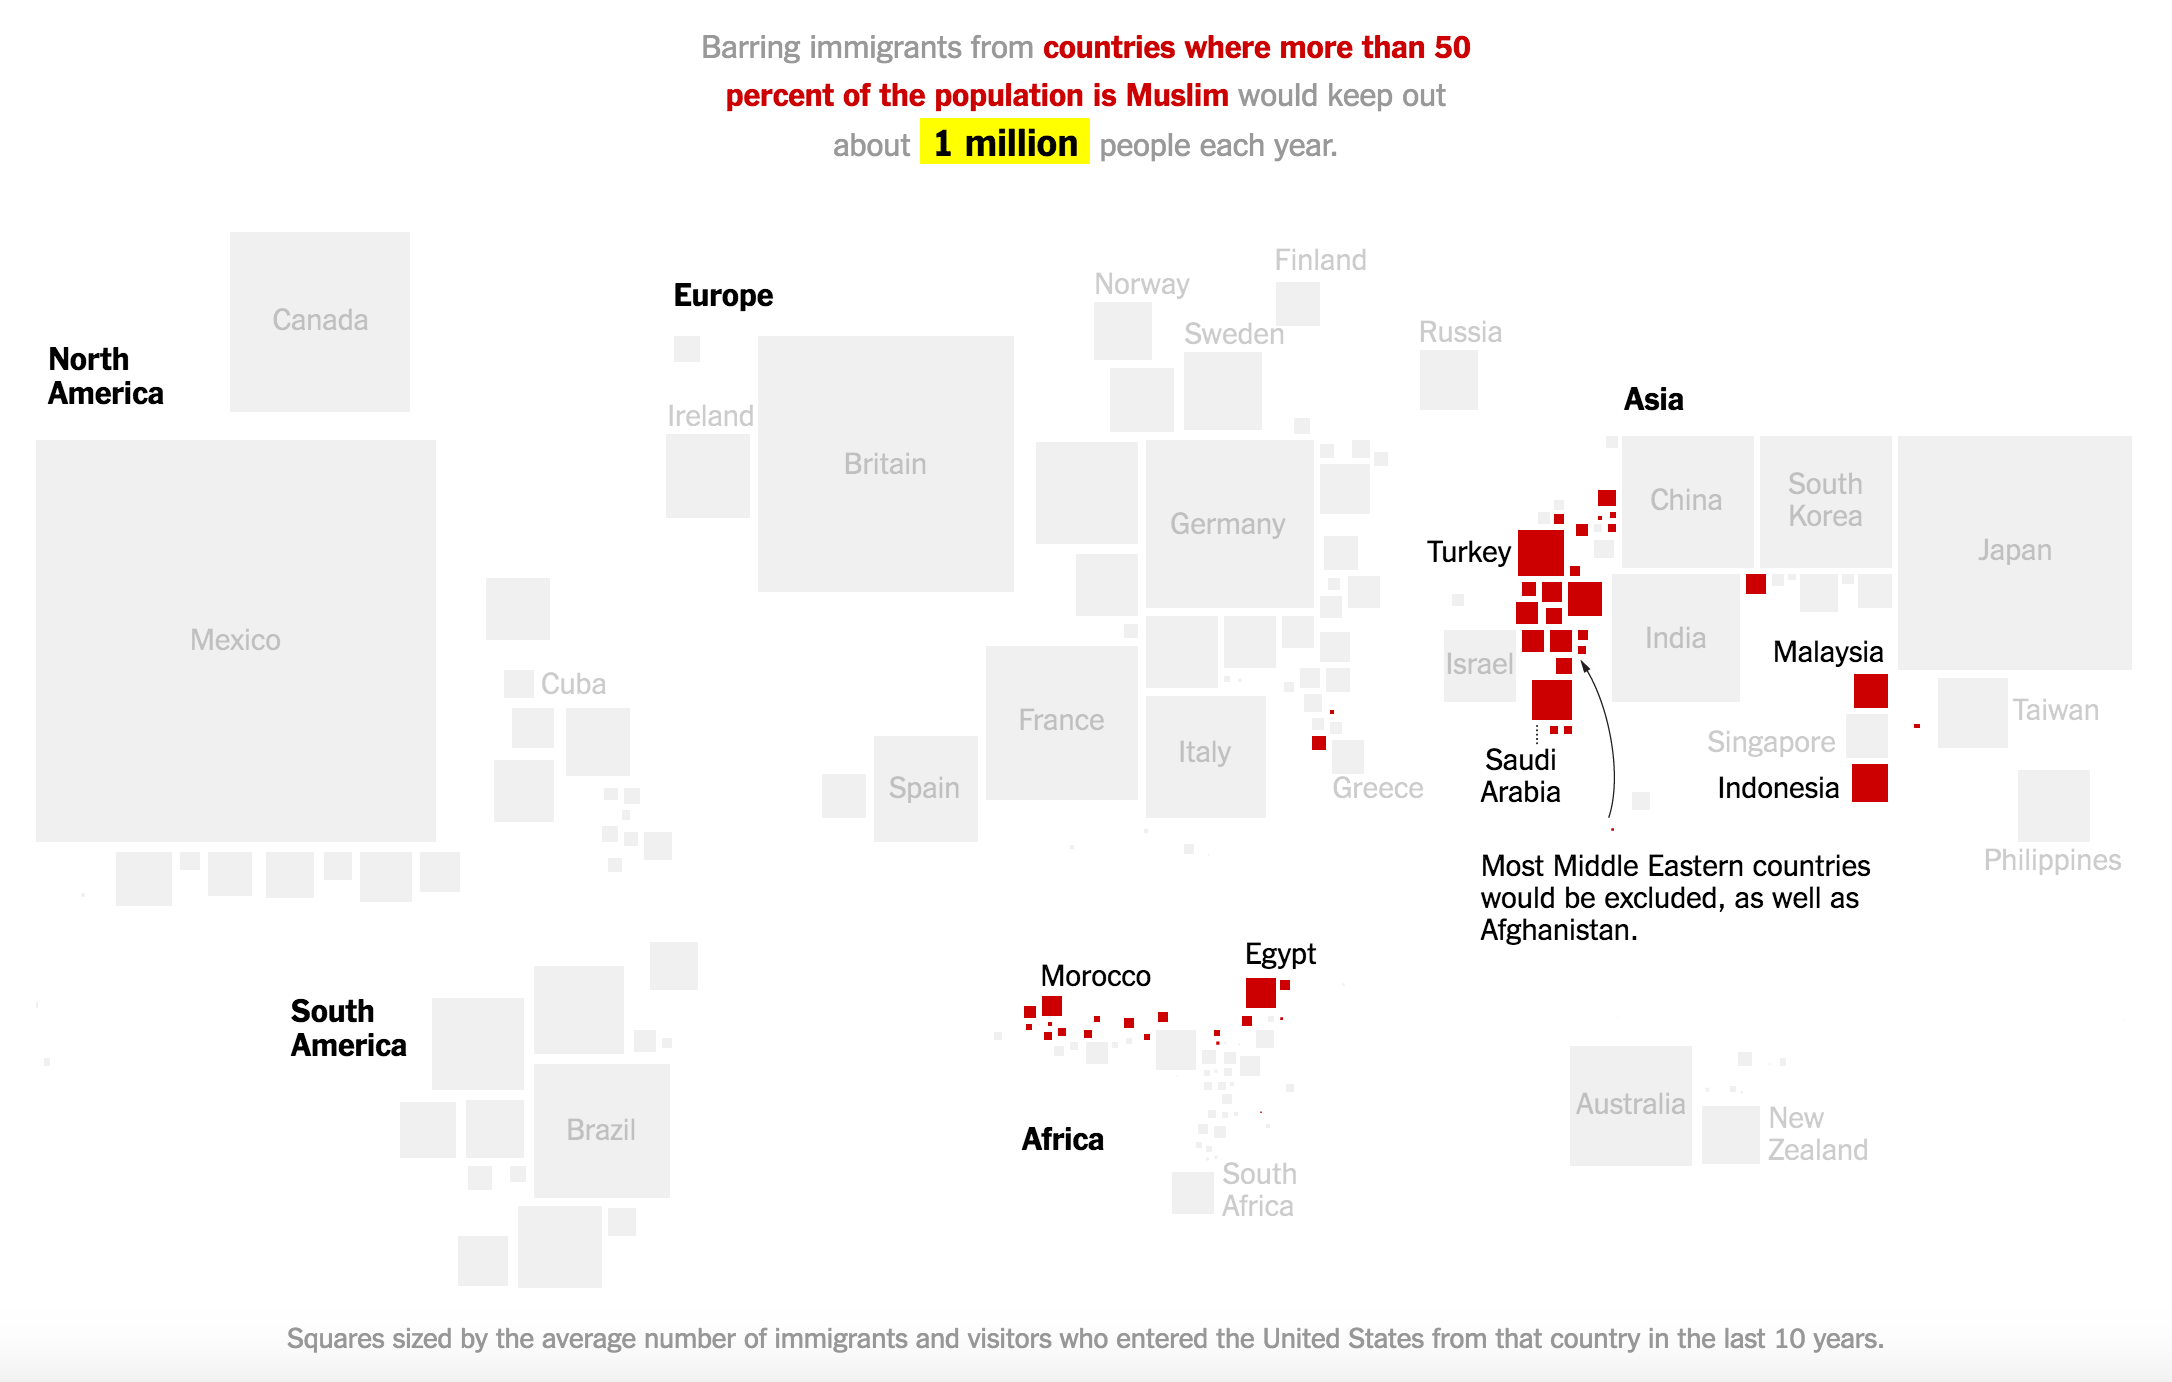 Barring immigrants from countries where more than 50
percent of the population is Muslim would keep out
about 1 million people each year.
Canada
North
America
Mexico
Cuba
Europe
Ireland
Britain
Norway
Finland
Sweden
Russia
Germany
France
Spain
Italy
Greece
Asia
China
South
Korea
Japan
Turkey
Israel
India
Malaysia
Taiwan
Singapore
Saudi
Arabia
Indonesia
Philippines
Most Middle Eastern countries
would be excluded, as well as
Afghanistan.
South
America
Brazil
Morocco
Egypt
Africa
South
Africa
Australia
New
Zealand
Squares sized by the average number of immigrants and visitors who entered the United States from that country in the last 10 years.